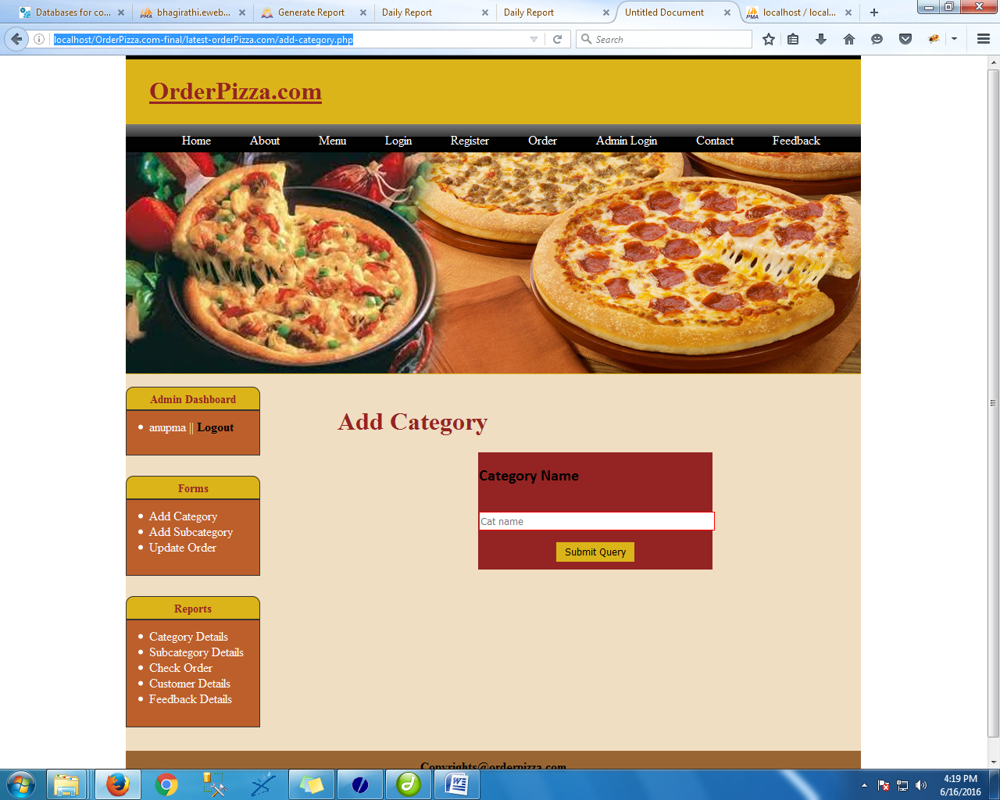 Databases for co...
bhagirathi.eweb...
Generate Report
Daily Report
Daily Report
Untitled Document
localhost / local...
localhost/OrderPizza.com-final/latest-orderPizza.com/add-category.php
Search
OrderPizza.com
Home About Menu Login Register Order Admin Login Contact Feedback
Admin Dashboard
anupma || Logout
Forms
Add Category
Add Subcategory
Update Order
Reports
Category Details
Subcategory Details
Check Order
Customer Details
Feedback Details
Add Category
Category Name
Cat name
Submit Query
Copyrights@orderpizza.com
4:19 PM
6/16/2016